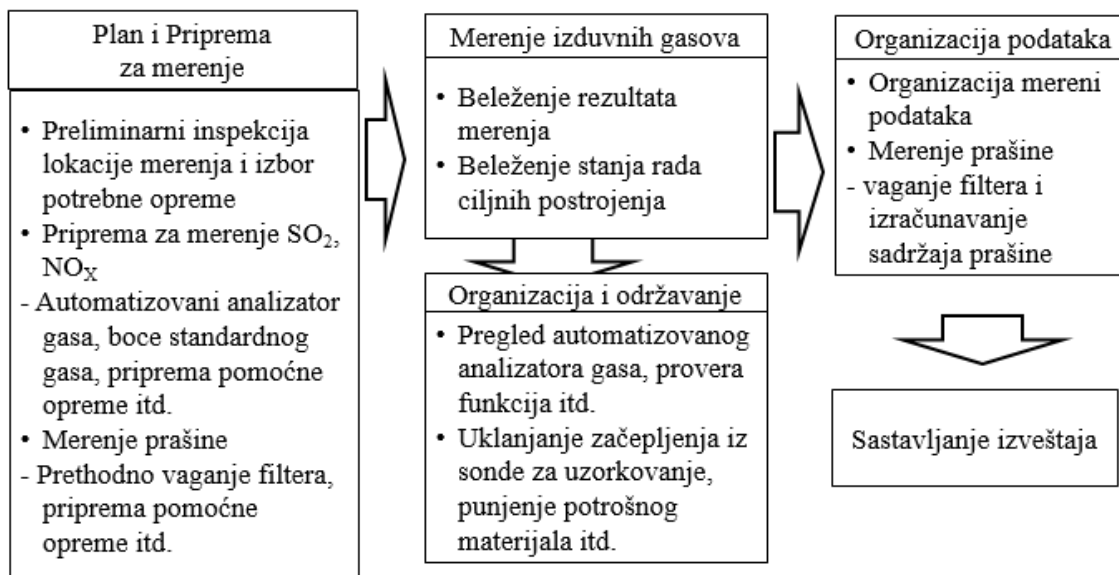 Plan i Priprema
za merenje
• Preliminarni inspekcija
lokacije merenja i izbor
potrebne opreme
• Priprema za merenje SO₂,
NOₓ
- Automatizovani analizator
gasa, boce standardnog
gasa, priprema pomoćne
opreme itd.
• Merenje prašine
- Prethodno vaganje filtera,
priprema pomoćne
opreme itd.
Merenje izduvnih gasova
• Beleženje rezultata
merenja
• Beleženje stanja rada
ciljnih postrojenja
Organizacija i održavanje
• Pregled automatizovanog
analizatora gasa, provera
funkcija itd.
• Uklanjanje začepljenja iz
sonde za uzorkovanje,
punjenje potrošnog
materijala itd.
Organizacija podataka
• Organizacija mereni
podataka
• Merenje prašine
- vaganje filtera i
izračunavanje
sadržaja prašine
Sastavljanje izveštaja